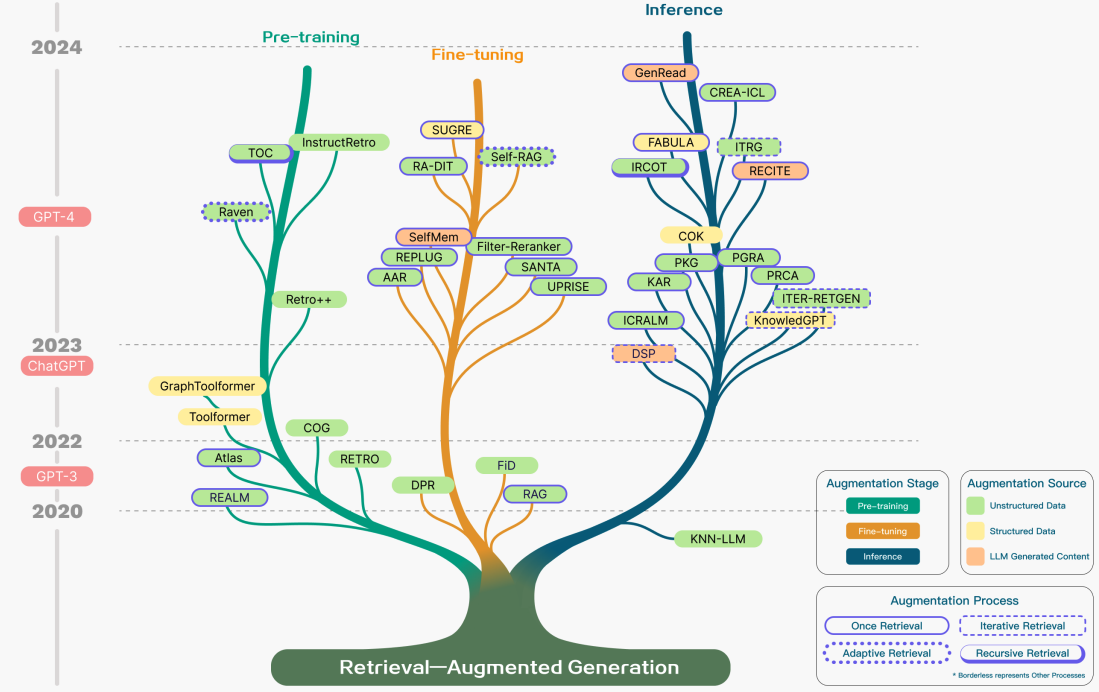 Inference
Pre-training
2024
Fine-tuning
GenRead
CREA-ICL
SUGRE
InstructRetro
FABULA
ITRG
TOC
Self-RAG
RA-DIT
IRCOT
RECITE
Raven
GPT-4
SelfMem
COK
Filter-Reranker
REPLUG
PKG
PGRA
SANTA
AAR
PRCA
KAR
UPRISE
Retro++
ITER-RETGEN
ICRALM
KnowledGPT
2023
DSP
ChatGPT
GraphToolformer
Toolformer
COG
2022
Atlas
RETRO
FiD
GPT-3
DPR
RAG
REALM
2020
KNN-LLM
Augmentation Stage
Pre-training
Fine-tuning
Inference
Augmentation Source
Unstructured Data
Structured Data
LLM Generated Content
Augmentation Process
Once Retrieval
Iterative Retrieval
Adaptive Retrieval
Recursive Retrieval
* Borderless represents Other Processes
Retrieval—Augmented Generation